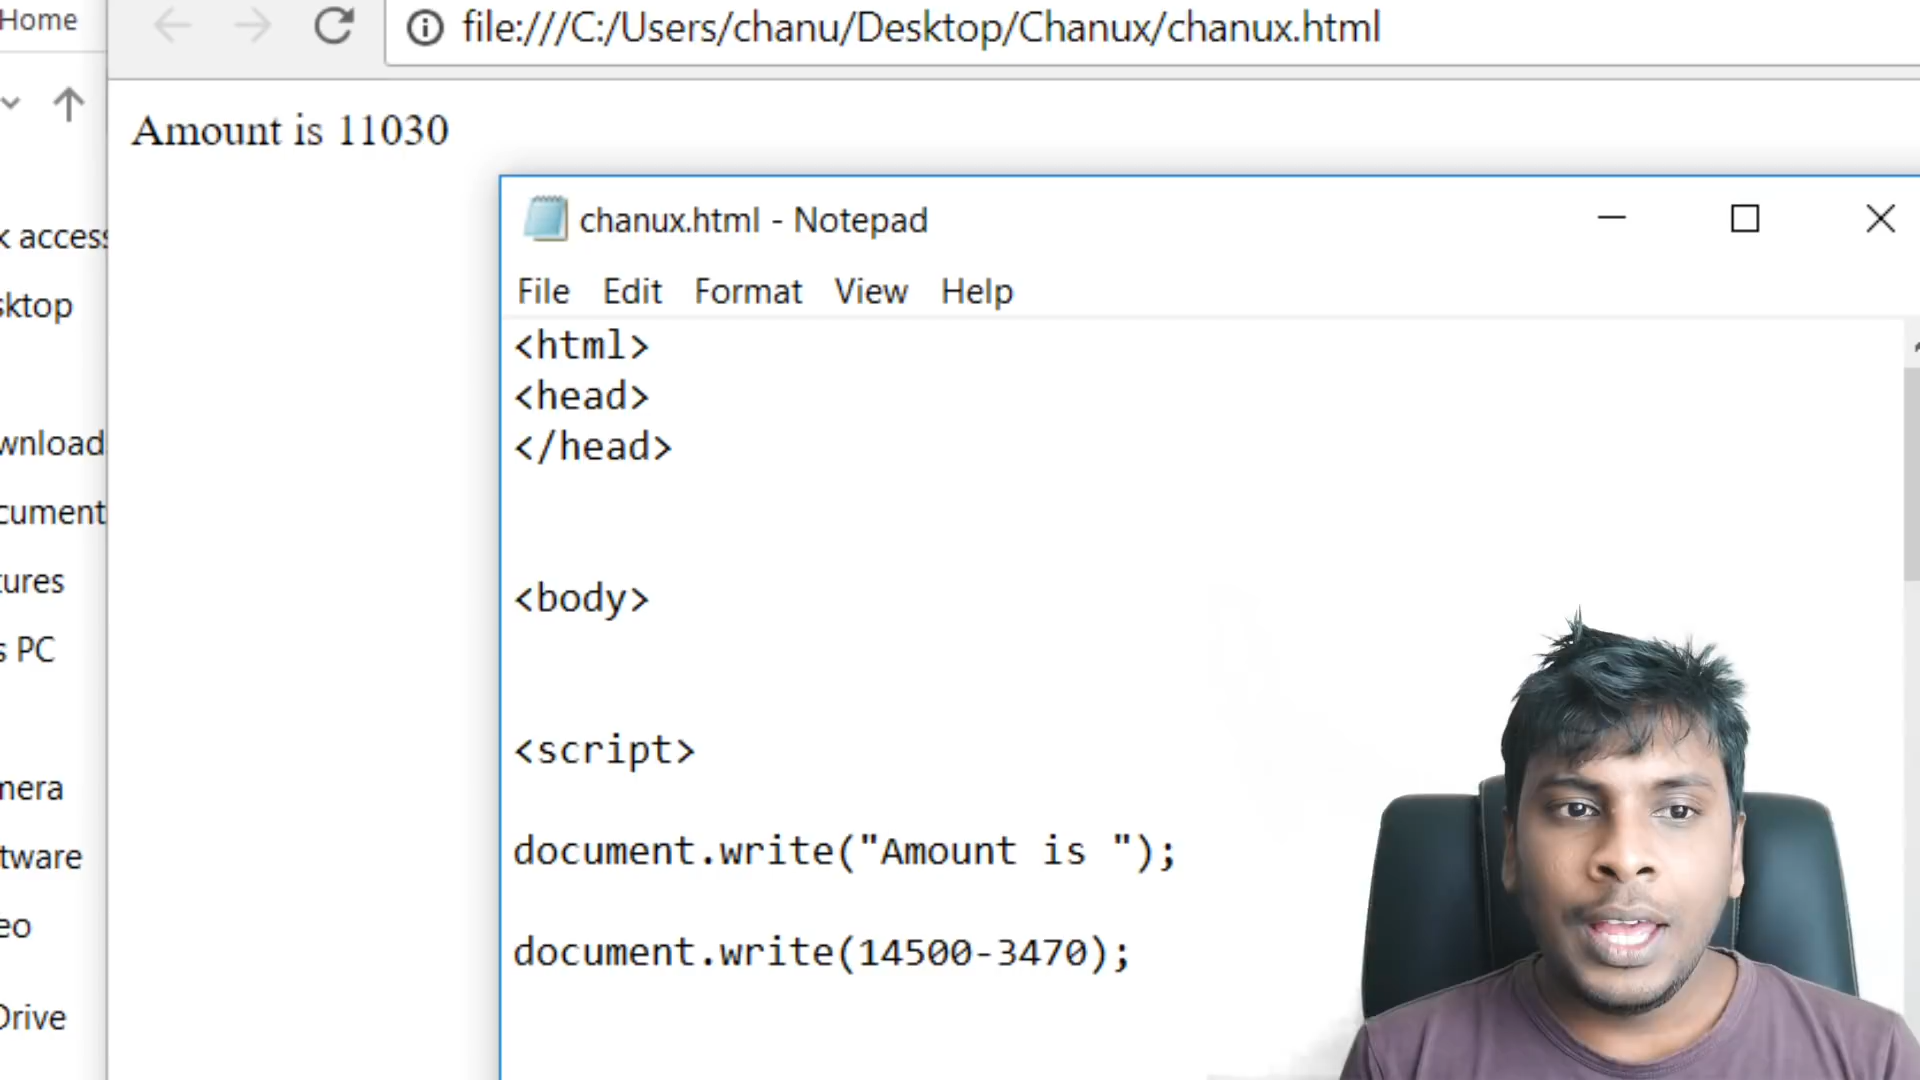 Home
file:///C:/Users/chanu/Desktop/Chanux/chanux.html
Amount is 11030
k access
sktop
wnload
cument
tures
s PC
nera
tware
eo
Drive
chanux.html - Notepad
File Edit Format View Help
<html>
<head>
</head>
<body>
<script>
document.write("Amount is ");
document.write(14500-3470);